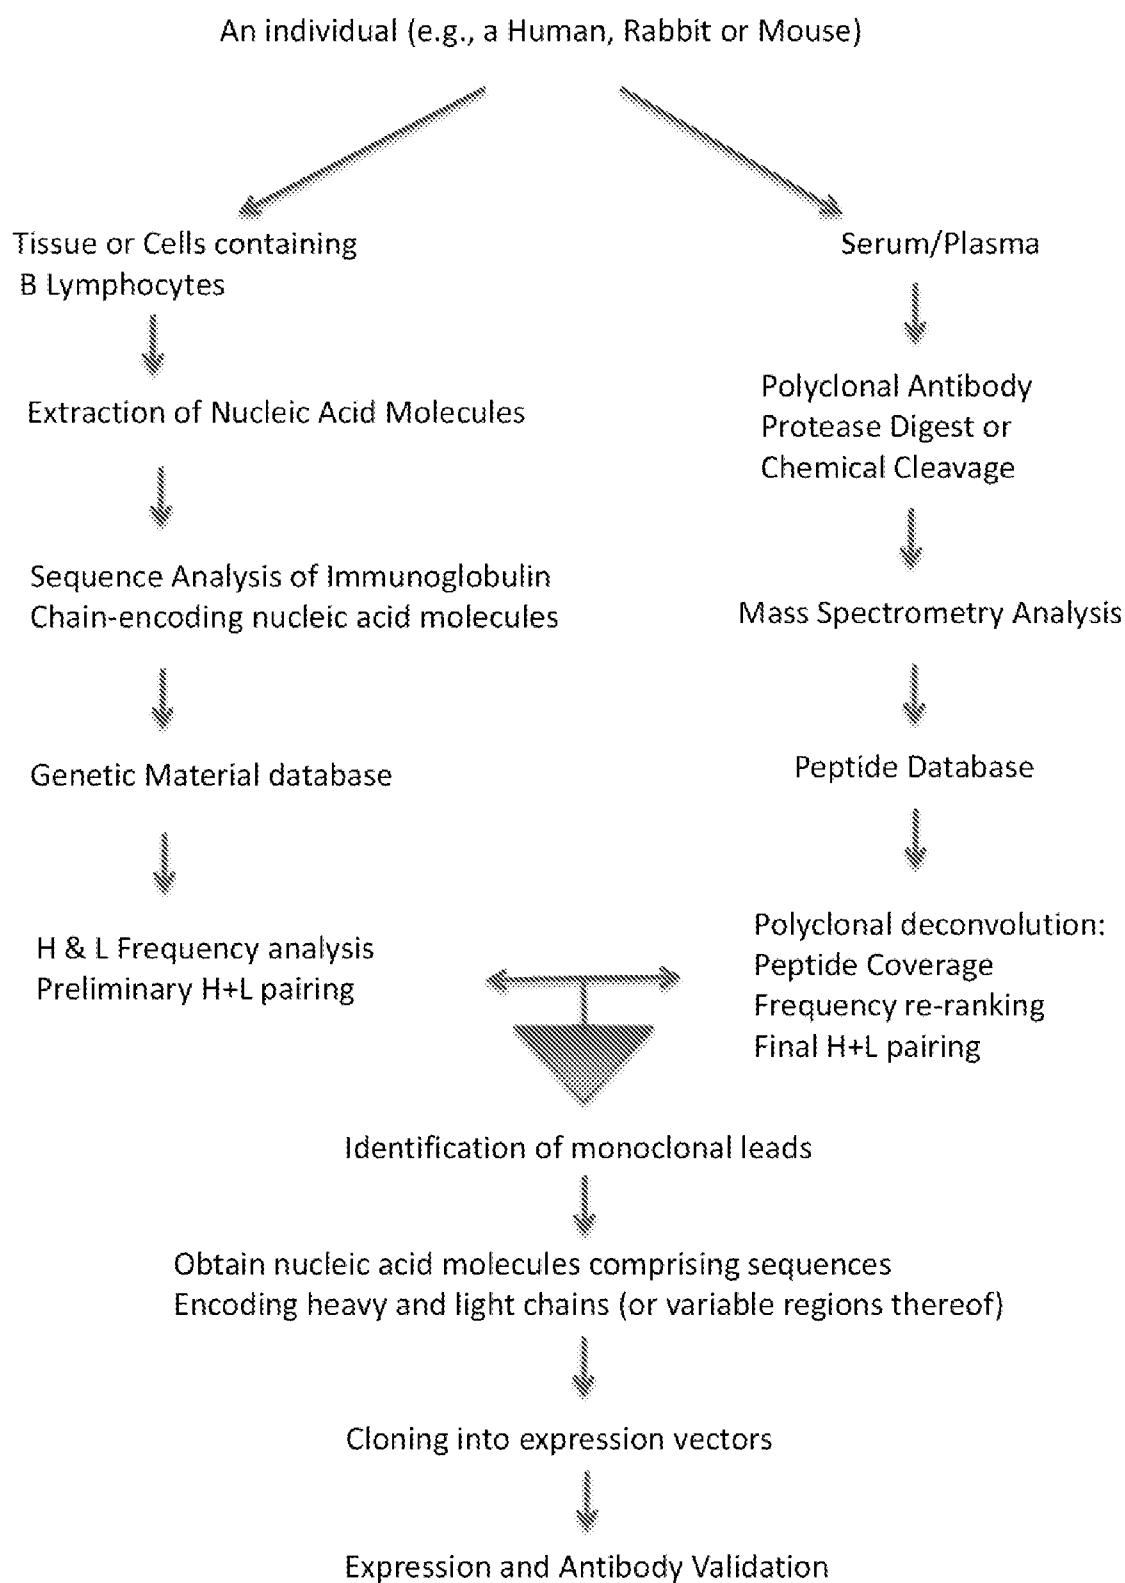 An individual (e.g., a Human, Rabbit or Mouse)
Tissue or Cells containing
B Lymphocytes
Extraction of Nucleic Acid Molecules
Sequence Analysis of Immunoglobulin
Chain-encoding nucleic acid molecules
Genetic Material database
H & L Frequency analysis
Preliminary H+L pairing
Serum/Plasma
Polyclonal Antibody
Protease Digest or
Chemical Cleavage
Mass Spectrometry Analysis
Peptide Database
Polyclonal deconvolution:
Peptide Coverage
Frequency re-ranking
Final H+L pairing
Identification of monoclonal leads
Obtain nucleic acid molecules comprising sequences
Encoding heavy and light chains (or variable regions thereof)
Cloning into expression vectors
Expression and Antibody Validation